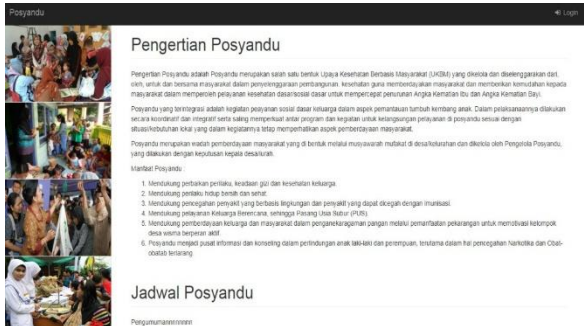 Posyandu
Login
Pengertian Posyandu
Pengertian Posyandu adalah Posyandu merupakan salah satu bentuk Upaya Kesehatan Berbasis Masyarakat (UKBM) yang dikelola dan diselenggarakan dari,
oleh, untuk dan bersama masyarakat dalam penyelenggaraan pembangunan, kesehatan guna memberdayakan masyarakat dan memberikan kemudahan kepada
masyarakat dalam memperoleh pelayanan kesehatan dasar/sosial dasar untuk mempercepat penurunan Angka Kematian Ibu dan Angka Kematian Bayi.
Posyandu yang terintegrasi adalah kegiatan pelayanan sosial dasar keluarga dalam aspek pemantauan tumbuh kembang anak. Dalam pelaksanaannya dilakukan
secara koordinatif dan integratif serta saling memperkuat antar program dan kegiatan untuk kelangsungan pelayanan di posyandu sesuai dengan
situasi/kebutuhan lokal yang dalam kegiatannya tetap memperhatikan aspek pemberdayaan masyarakat.
Posyandu merupakan wadah pemberdayaan masyarakat yang di bentuk melalui musyawarah mufakat di desa/kelurahan dan dikelola oleh Pengelola Posyandu,
yang dilakukan dengan keputusan kepala desa/lurah.
Manfaat Posyandu :
1. Mendukung perbaikan perilaku, keadaan gizi dan kesehatan keluarga.
2. Mendukung perilaku hidup bersih dan sehat.
3. Mendukung pencegahan penyakit yang berbasis lingkungan dan penyakit yang dapat dicegah dengan Imunisasi.
4. Mendukung pelayanan Keluarga Berencana, sehingga Pasang Usia Subur (PUS).
5. Mendukung pemberdayaan keluarga dan masyarakat dalam penganekaragaman pangan melalui pemanfaatan pekarangan untuk memotivasi kelompok
desa wisma berperan aktif.
6. Posyandu menjadi pusat informasi dan konseling dalam perlindungan anak laki-laki dan perempuan, terutama dalam hal pencegahan Narkotika dan Obat-
obatab terlarang.
Jadwal Posyandu